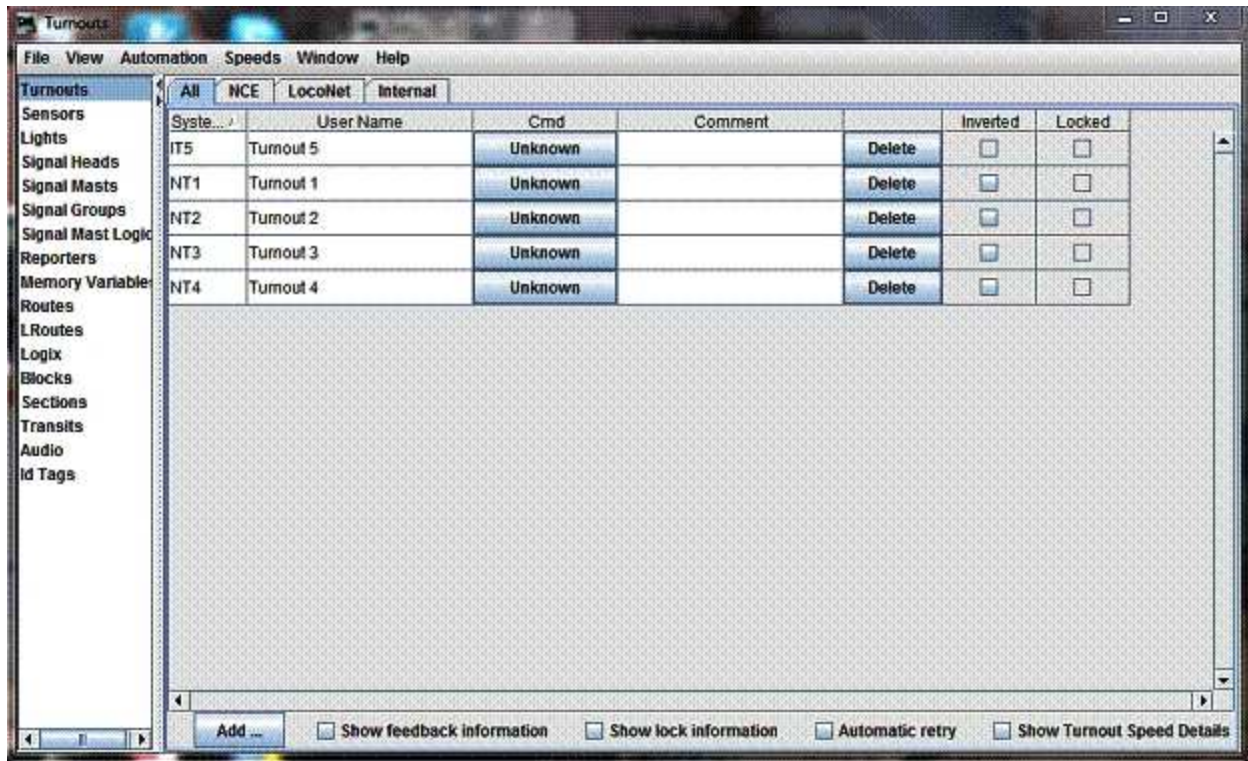 Turnouts
File View Automation Speeds Window Help
Turnouts
Sensors
Lights
Signal Heads
Signal Masts
Signal Groups
Signal Mast Logic
Reporters
Memory Variables
Routes
LRoutes
Logix
Blocks
Sections
Transits
Audio
Id Tags
All NCE LocoNet Internal
Syste... User Name Cmd Comment Inverted Locked
IT5 Turnout 5 Unknown Delete
NT1 Turnout 1 Unknown Delete
NT2 Turnout 2 Unknown Delete
NT3 Turnout 3 Unknown Delete
NT4 Turnout 4 Unknown Delete
Add ... Show feedback information Show lock information Automatic retry Show Turnout Speed Details